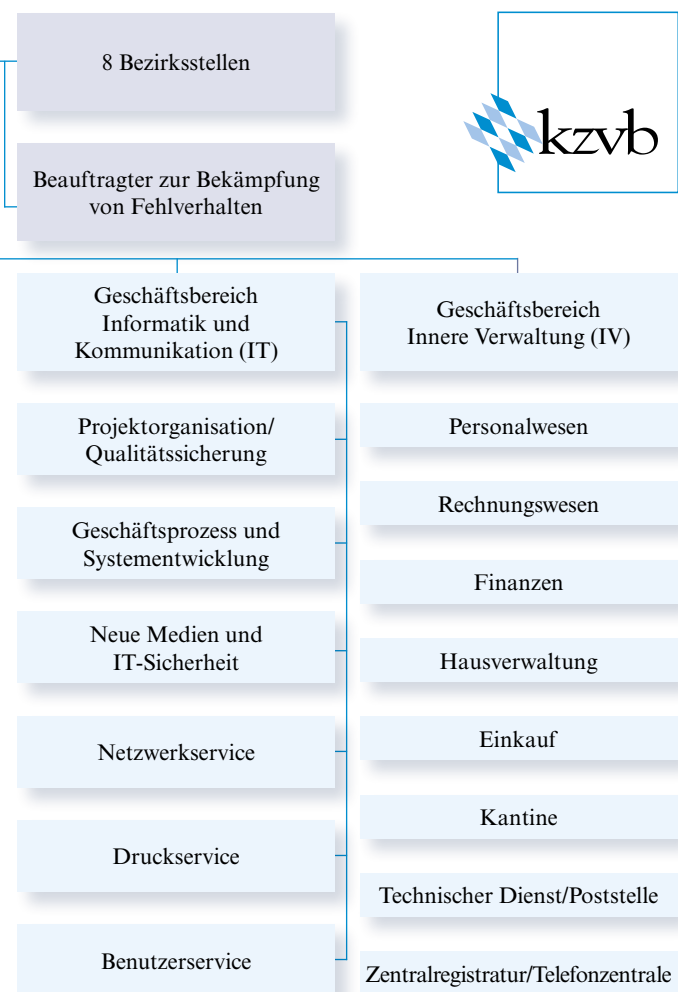 8 Bezirksstellen
kzvb
Beauftragter zur Bekämpfung
von Fehlverhalten
Geschäftsbereich
Informatik und
Kommunikation (IT)
Projektorganisation/
Qualitätssicherung
Geschäftsprozess und
Systementwicklung
Neue Medien und
IT-Sicherheit
Netzwerkservice
Druckservice
Benutzerservice
Geschäftsbereich
Innere Verwaltung (IV)
Personalwesen
Rechnungswesen
Finanzen
Hausverwaltung
Einkauf
Kantine
Technischer Dienst/Poststelle
Zentralregistratur/Telefonzentrale